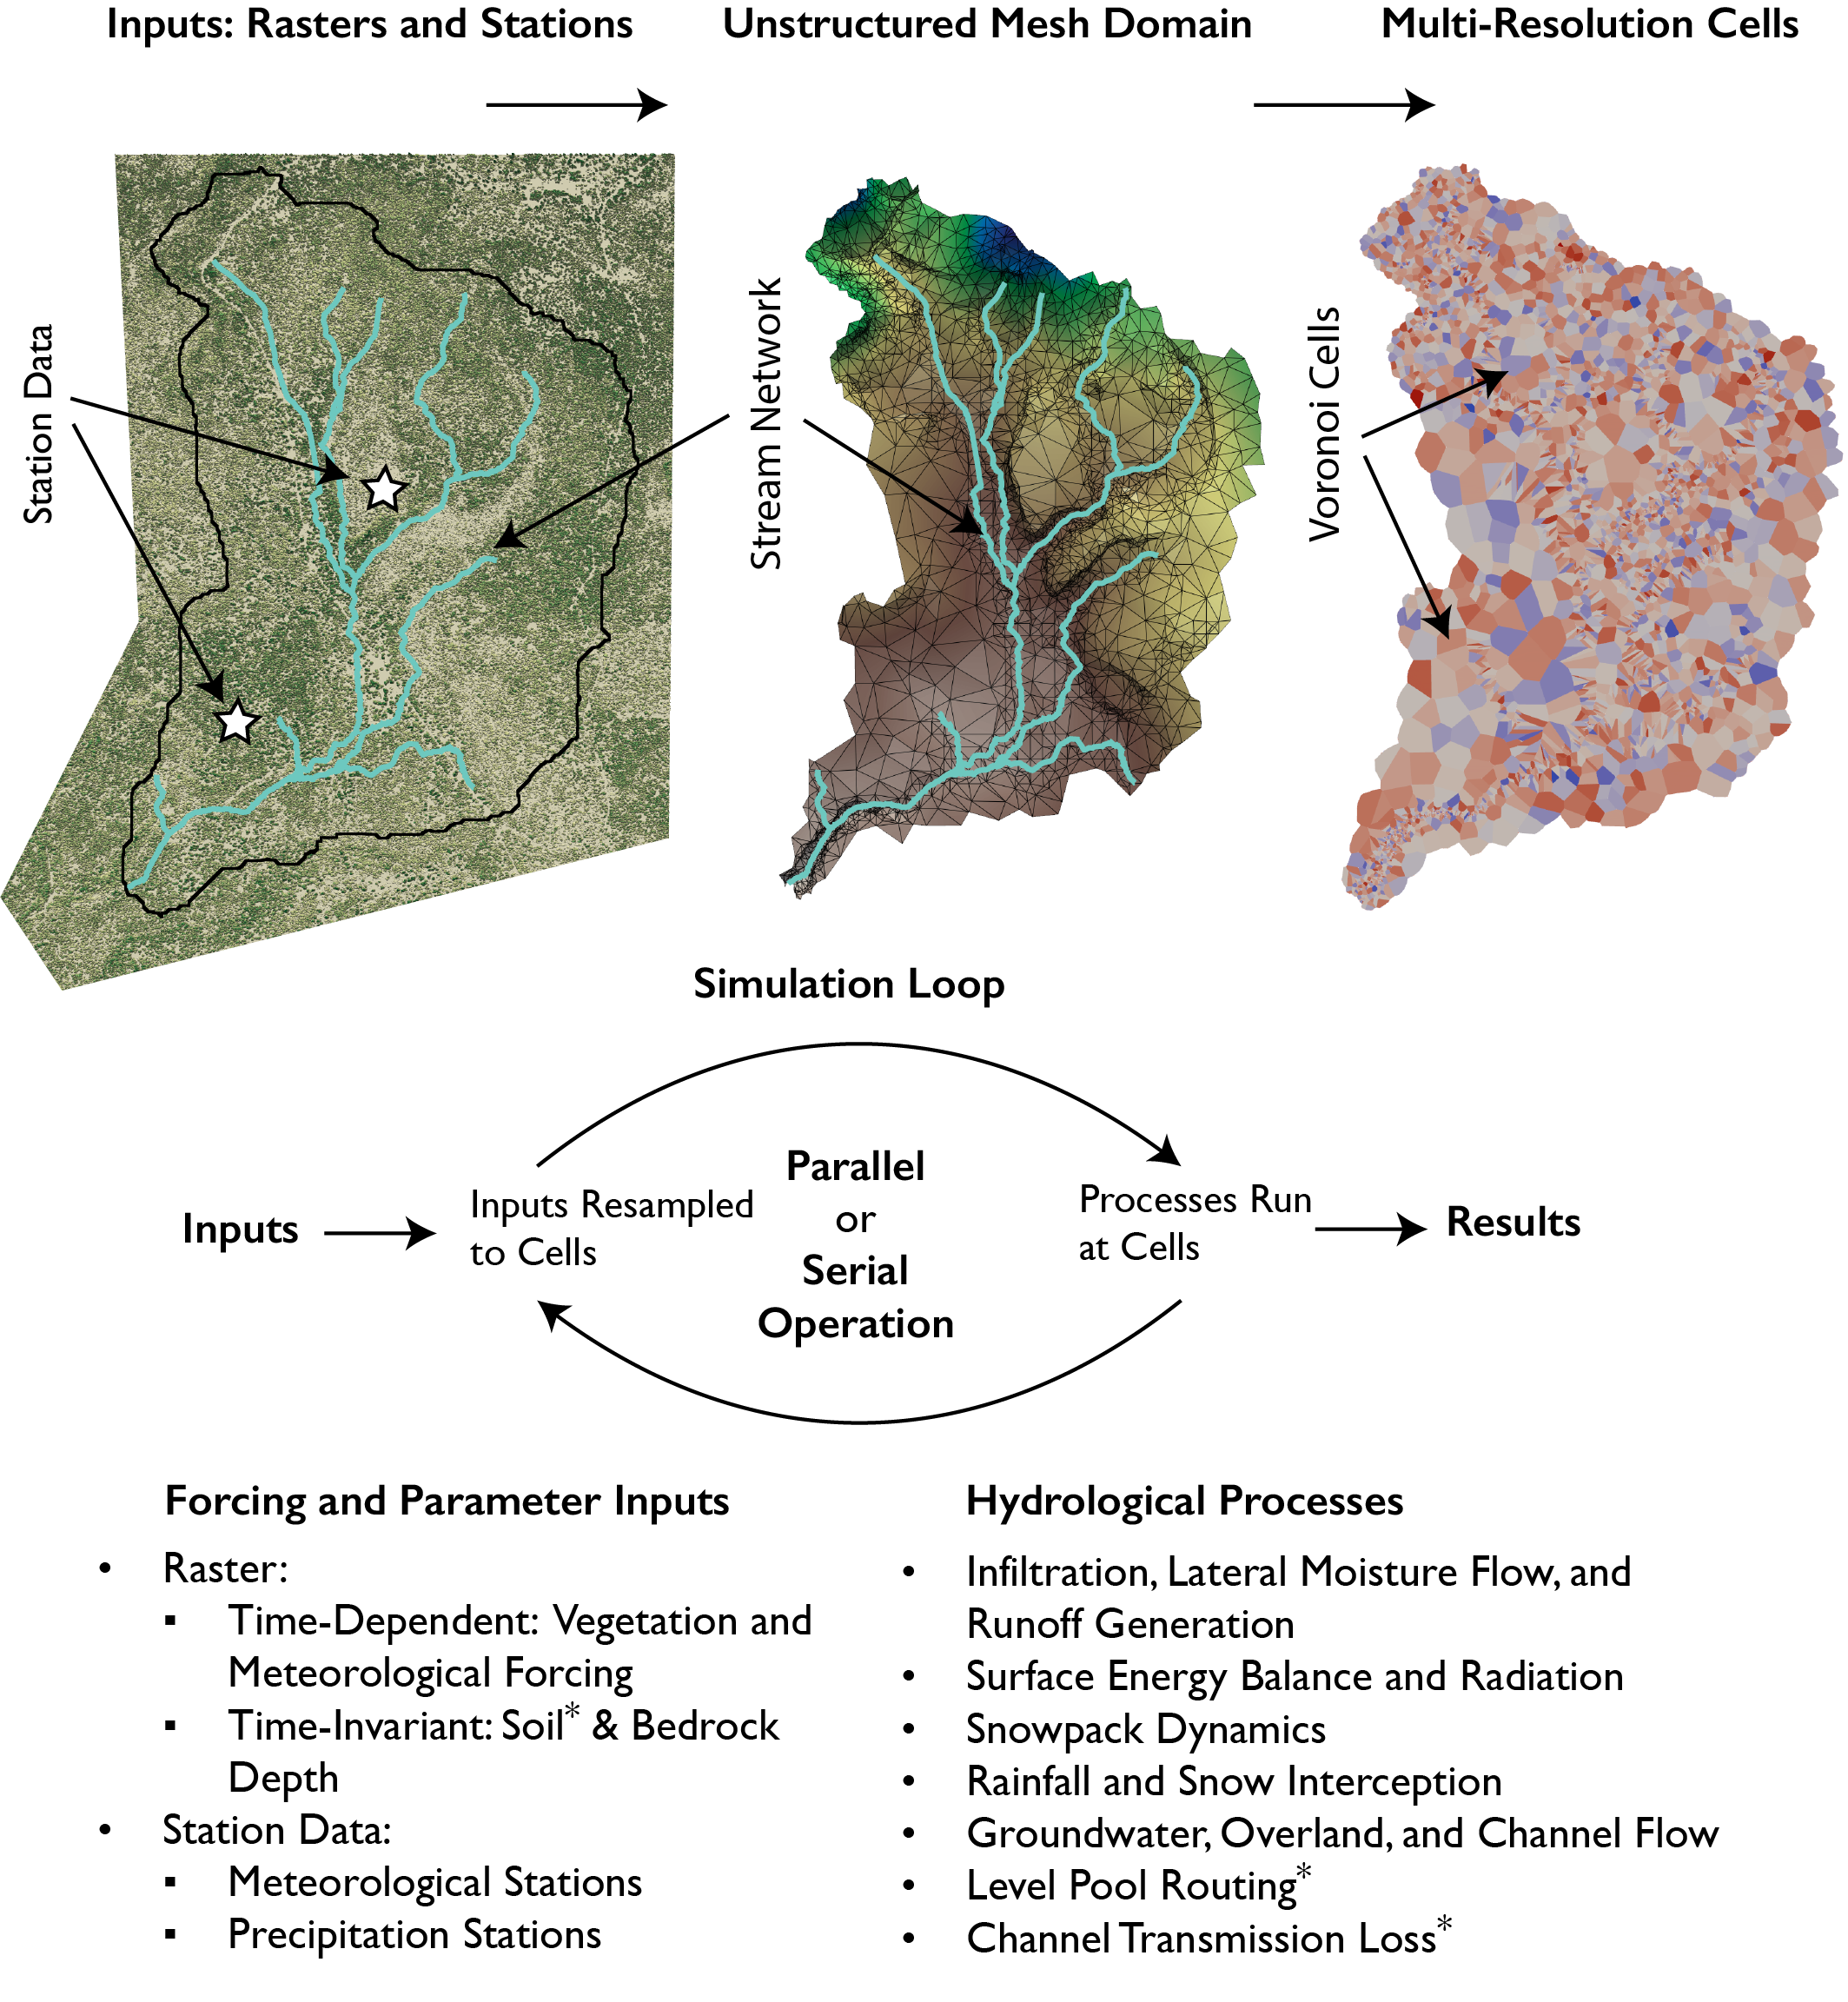 Inputs: Rasters and Stations
Unstructured Mesh Domain
Multi-Resolution Cells
Station Data
Stream Network
Voronoi Cells
Simulation Loop
Inputs
Inputs Resampled
to Cells
Parallel
or
Serial
Operation
Processes Run
at Cells
Results
Forcing and Parameter Inputs
• Raster:
▪ Time-Dependent: Vegetation and
Meteorological Forcing
▪ Time-Invariant: Soil* & Bedrock
Depth
• Station Data:
▪ Meteorological Stations
▪ Precipitation Stations
Hydrological Processes
• Infiltration, Lateral Moisture Flow, and
Runoff Generation
• Surface Energy Balance and Radiation
• Snowpack Dynamics
• Rainfall and Snow Interception
• Groundwater, Overland, and Channel Flow
• Level Pool Routing*
• Channel Transmission Loss*